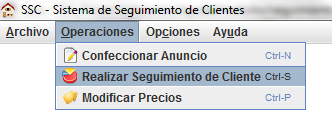 SSC - Sistema de Seguimiento de Clientes
Archivo Operaciones Opciones Ayuda
Confeccionar Anuncio Ctrl-N
Realizar Seguimiento de Cliente Ctrl-S
Modificar Precios Ctrl-P